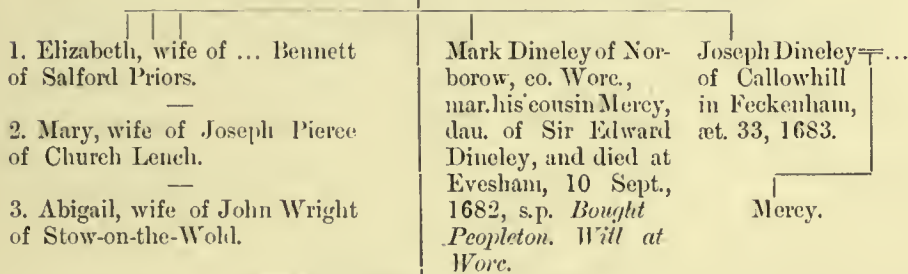 1. Elizabeth, wife of ... Bennett
of Salford Priors.
2. Mary, wife of Joseph Pierce
of Church Lench.
3. Abigail, wife of John Wright
of Stow-on-the-Wold.
Mark Dineley of Nor-
borow, co. Worc.,
mar. his cousin Mercy,
dau. of Sir Edward
Dineley, and died at
Evesham, 10 Sept.,
1682, s.p. Bought
Peopleton. Will at
Worc.
Joseph Dineley=...
of Callowhill
in Feckenham,
æt. 33, 1683.
Mercy.